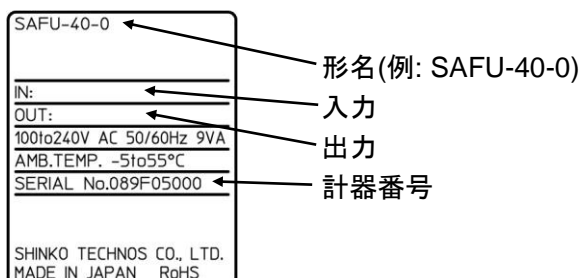 SAFU-40-0
形名(例: SAFU-40-0)
IN:
入力
OUT:
出力
100to240V AC 50/60Hz 9VA
AMB.TEMP. -5to55°C
SERIAL No.089F05000
計器番号
SHINKO TECHNOS CO., LTD.
MADE IN JAPAN RoHS